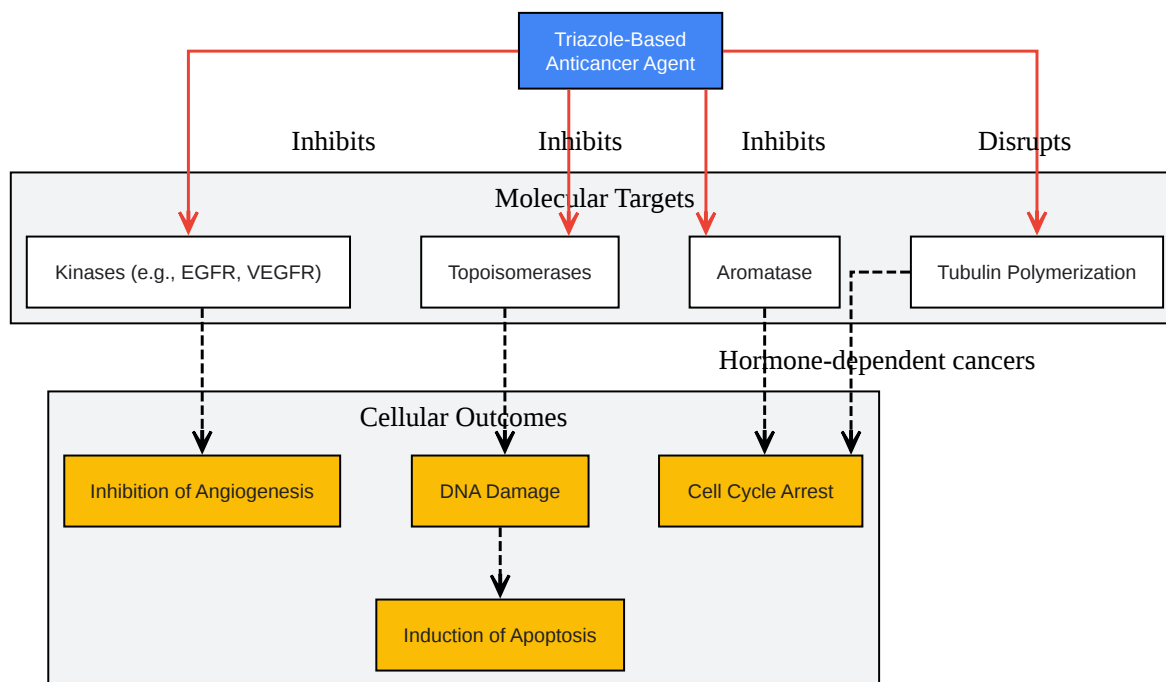 Triazole-Based
Anticancer Agent
Inhibits
Inhibits
Inhibits
Disrupts
Molecular Targets
Kinases (e.g., EGFR, VEGFR)
Topoisomerases
Aromatase
Tubulin Polymerization
Hormone-dependent cancers
Cellular Outcomes
Inhibition of Angiogenesis
DNA Damage
Cell Cycle Arrest
Induction of Apoptosis